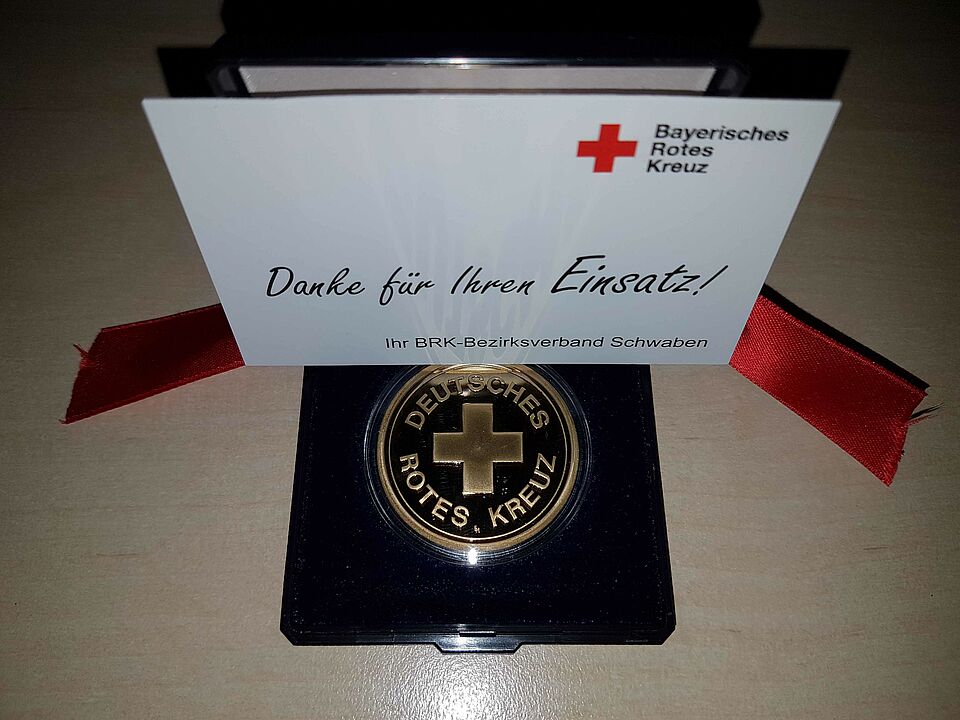 Bayerisches
Rotes
Kreuz
Danke für Ihren Einsatz!
Ihr BRK-Bezirksverband Schwaben
DEUTSCHES
ROTES KREUZ